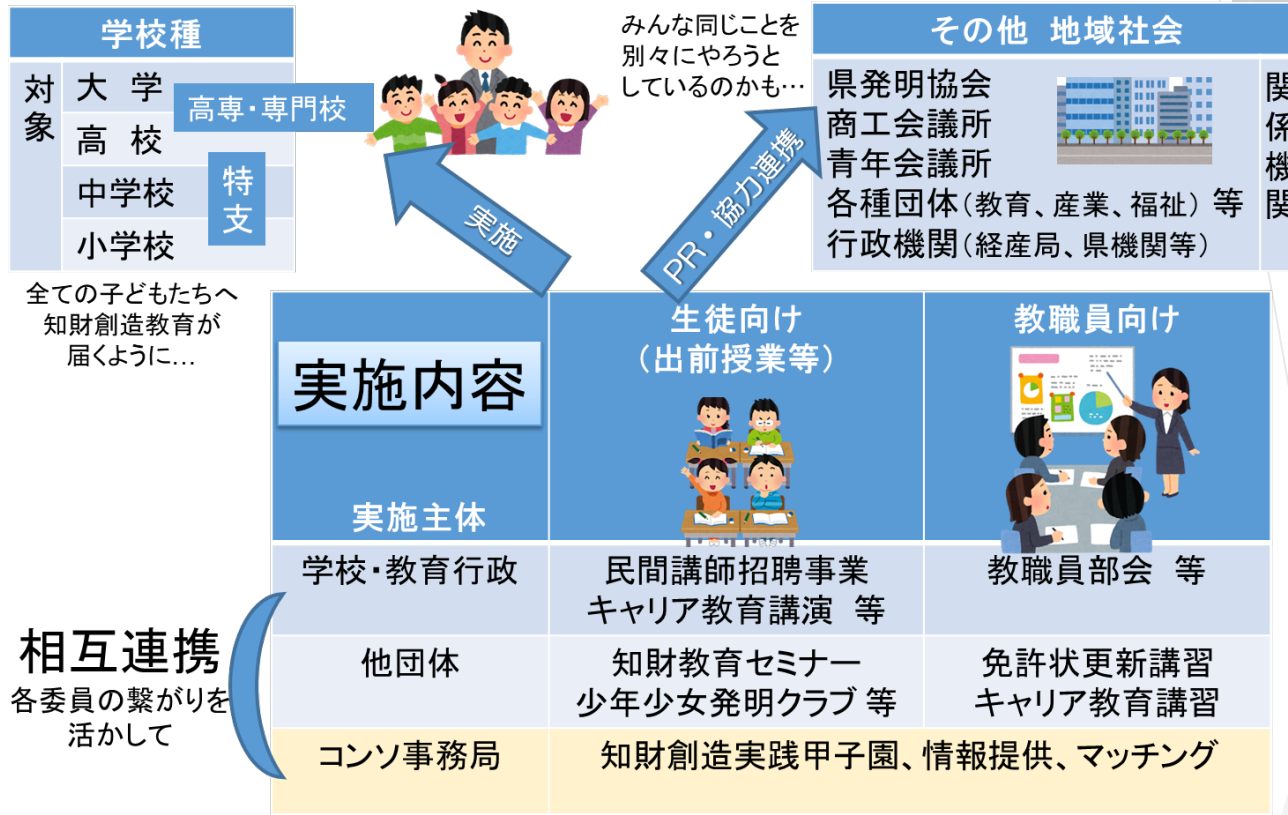 学校種
対象
大 学
高専・専門校
高 校
特支
中学校
小学校
全ての子どもたちへ
知財創造教育が
届くように…
みんな同じことを
別々にやろうと
しているのかも…
その他 地域社会
県発明協会
商工会議所
青年会議所
各種団体(教育、産業、福祉) 等
行政機関(経産局、県機関等)
関係機関
実施
PR・協力連携
実施内容
実施主体
生徒向け
(出前授業等)
教職員向け
学校・教育行政
民間講師招聘事業
キャリア教育講演 等
教職員部会 等
他団体
知財教育セミナー
少年少女発明クラブ 等
免許状更新講習
キャリア教育講習
コンソ事務局
知財創造実践甲子園、情報提供、マッチング
相互連携
各委員の繋がりを
活かして